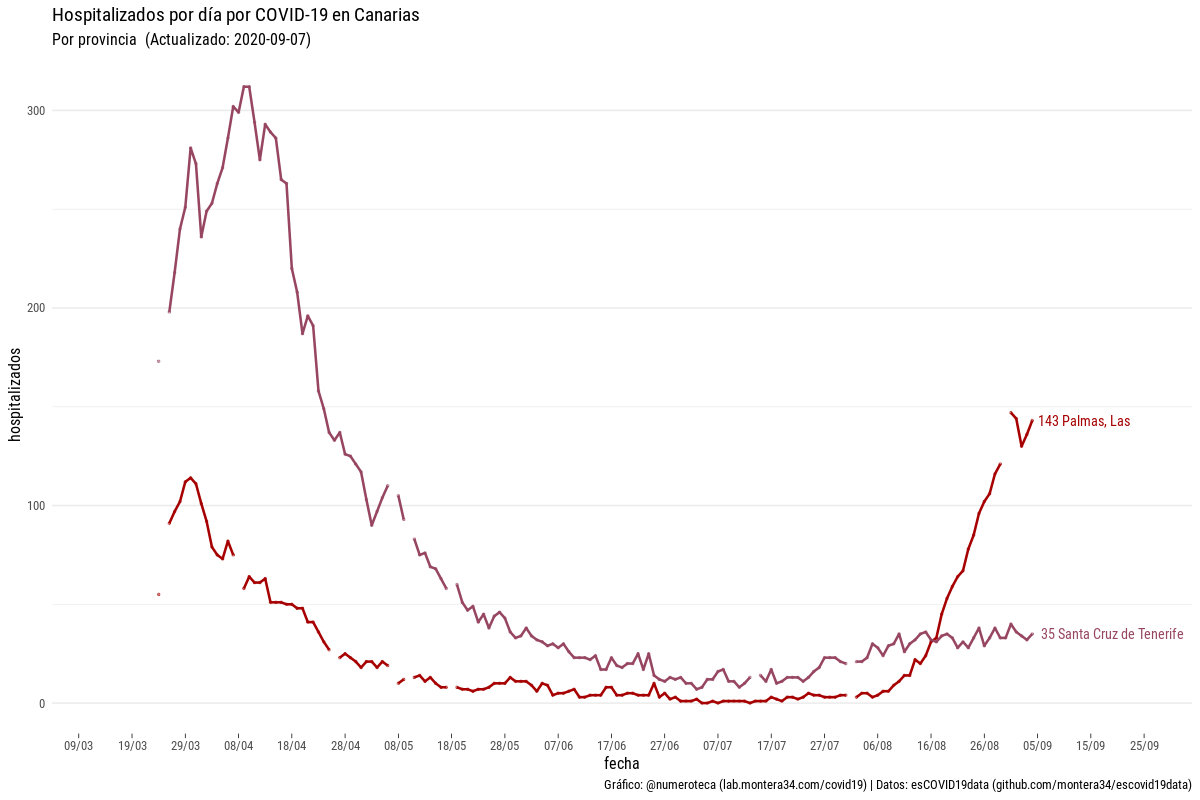 Hospitalizados por día por COVID-19 en Canarias
Por provincia (Actualizado: 2020-09-07)
hospitalizados
300
200
100
0
143 Palmas, Las
35 Santa Cruz de Tenerife
09/03 19/03 29/03 08/04 18/04 28/04 08/05 18/05 28/05 07/06 17/06 27/06 07/07 17/07 27/07 06/08 16/08 26/08 05/09 15/09 25/09
fecha
Gráfico: @numeroteca (lab.montera34.com/covid19) | Datos: esCOVID19data (github.com/montera34/escovid19data)